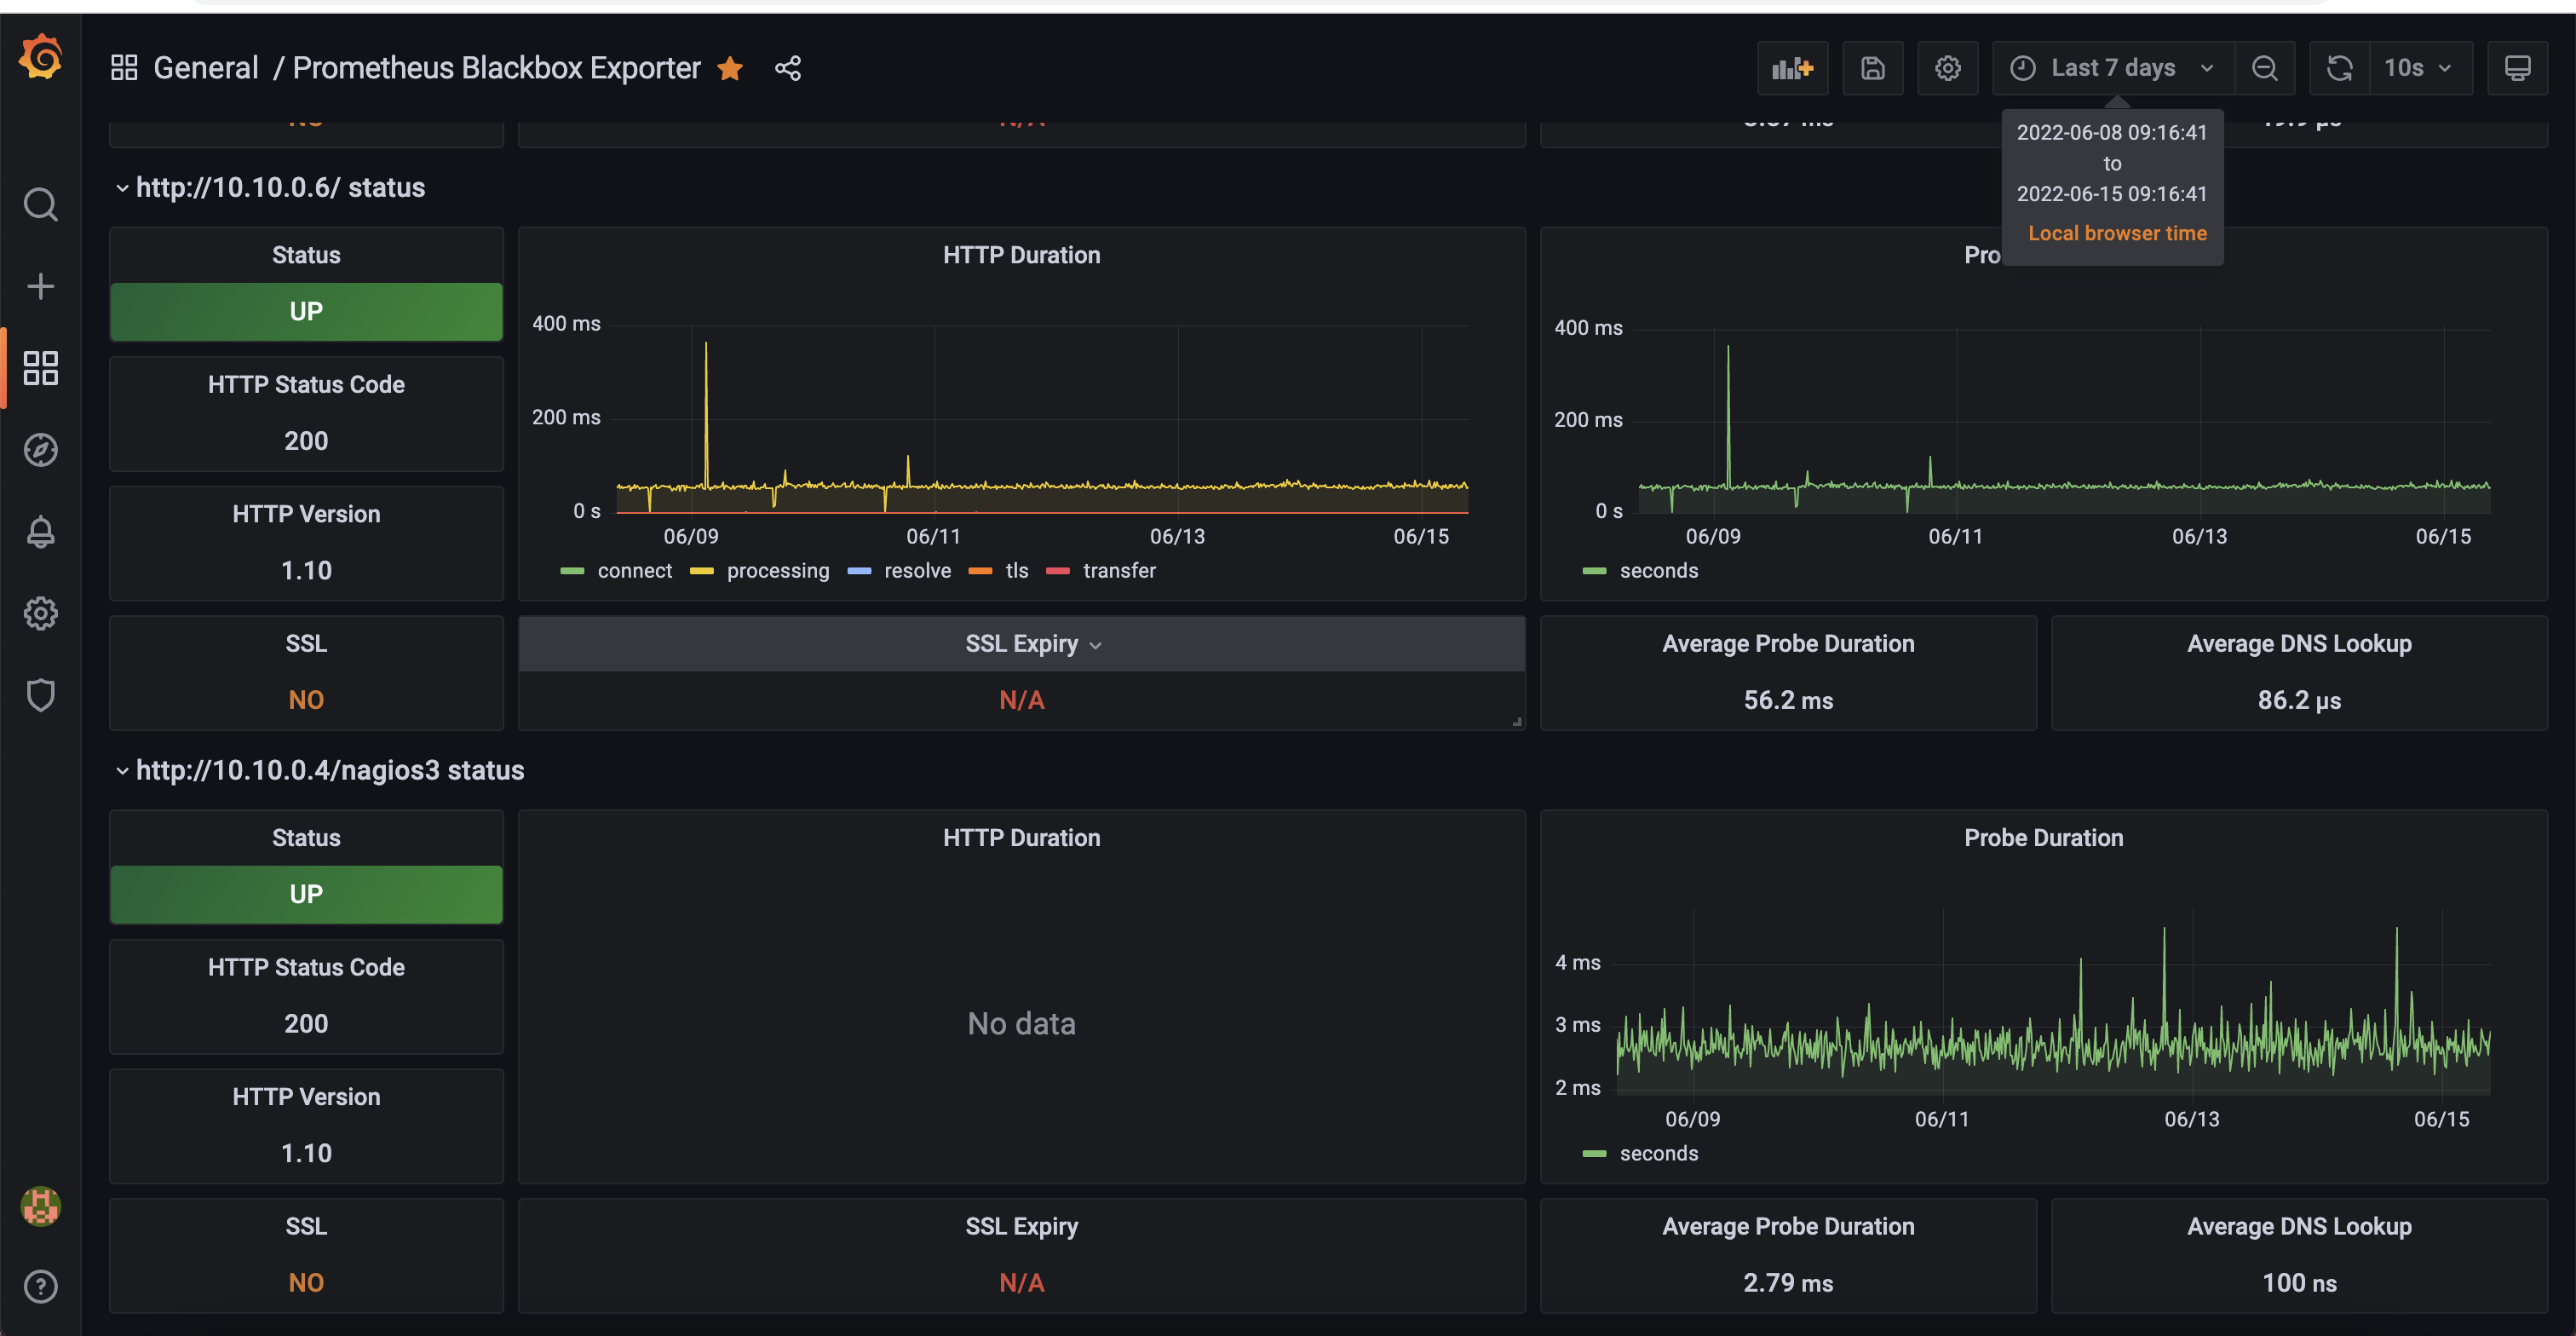 General / Prometheus Blackbox Exporter
Last 7 days
10s
2022-06-08 09:16:41
to
2022-06-15 09:16:41
Local browser time
NO
N/A
http://10.10.0.6/ status
Status
UP
HTTP Status Code
200
HTTP Version
1.10
SSL
NO
HTTP Duration
400 ms
200 ms
0 s
06/09 06/11 06/13 06/15
connect processing resolve tls transfer
SSL Expiry
N/A
Pro
400 ms
200 ms
0 s
06/09 06/11 06/13 06/15
seconds
Average Probe Duration
56.2 ms
Average DNS Lookup
86.2 µs
http://10.10.0.4/nagios3 status
Status
UP
HTTP Status Code
200
HTTP Version
1.10
SSL
NO
HTTP Duration
No data
SSL Expiry
N/A
Probe Duration
4 ms
3 ms
2 ms
06/09 06/11 06/13 06/15
seconds
Average Probe Duration
2.79 ms
Average DNS Lookup
100 ns